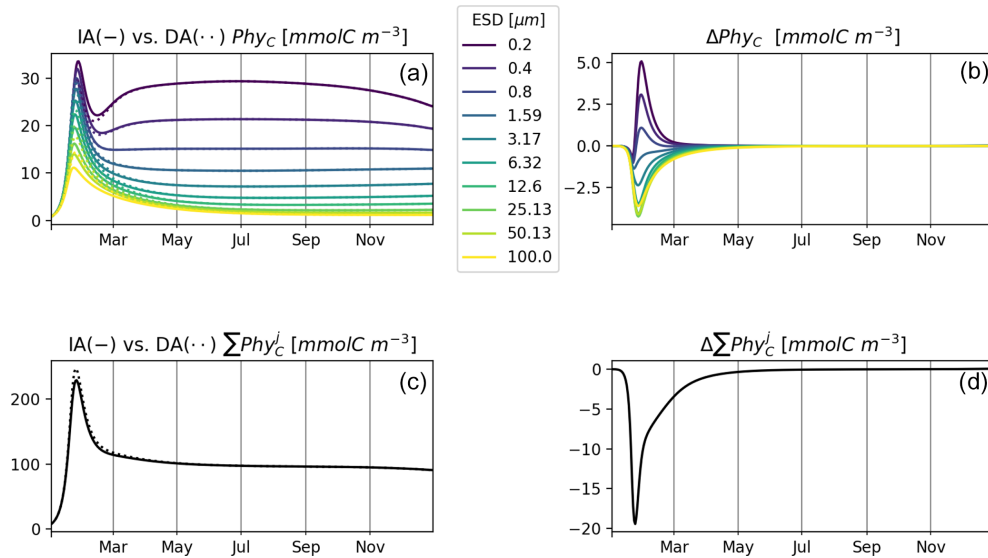 IA(−) vs. DA(··) Phy_C [mmolC m⁻³]
(a)
30
20
10
0
Mar May Jul Sep Nov
ESD [μm]
0.2
0.4
0.8
1.59
3.17
6.32
12.6
25.13
50.13
100.0
ΔPhy_C [mmolC m⁻³]
(b)
5.0
2.5
0.0
−2.5
Mar May Jul Sep Nov
IA(−) vs. DA(··) ∑Phy_C^j [mmolC m⁻³]
(c)
200
100
0
Mar May Jul Sep Nov
Δ∑Phy_C^j [mmolC m⁻³]
(d)
0
−5
−10
−15
−20
Mar May Jul Sep Nov